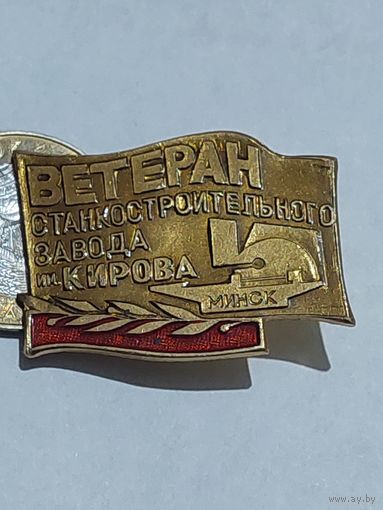 ВЕТЕРАН
СТАНКОСТРОИТЕЛЬНОГО
ЗАВОДА
им. КИРОВА
МИНСК
www.ay.by